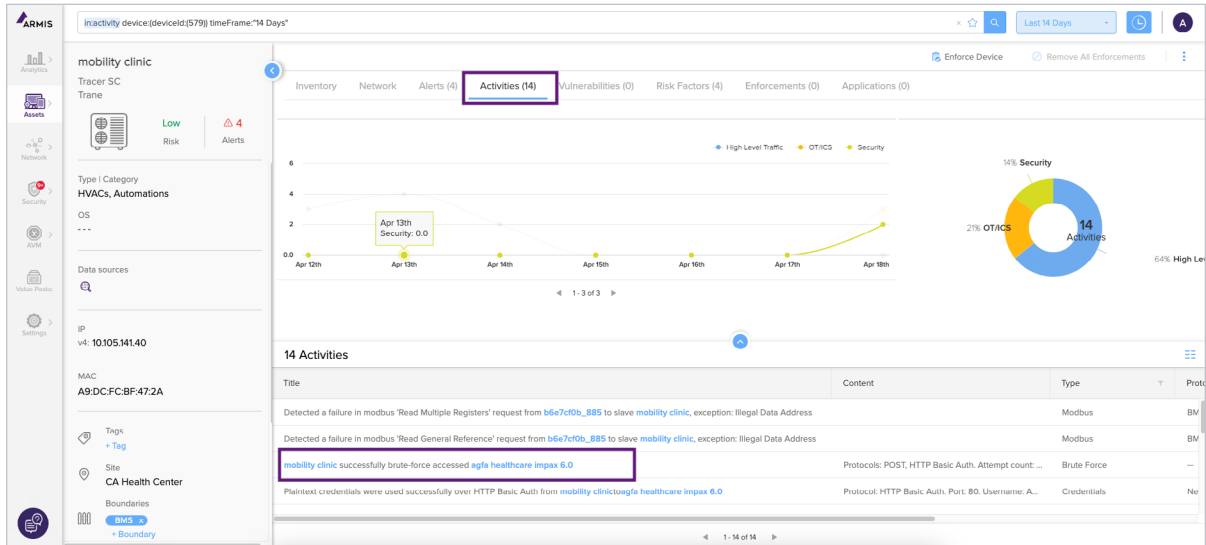 ARMIS
in:activity device:(deviceId:(579)) timeFrame:"14 Days"
Last 14 Days
A
Analytics
Assets
Network
9+
Security
AVM
Value Packs
Settings
mobility clinic
Tracer SC
Trane
Low
Risk
4
Alerts
Type | Category
HVACs, Automations
OS
---
Data sources
IP
v4: 10.105.141.40
MAC
A9:DC:FC:BF:47:2A
Tags
+ Tag
Site
CA Health Center
Boundaries
BMS ×
+ Boundary
Enforce Device
Remove All Enforcements
Inventory Network Alerts (4) Activities (14) Vulnerabilities (0) Risk Factors (4) Enforcements (0) Applications (0)
High Level Traffic OT/ICS Security
6
4
2
0.0
Apr 13th
Security: 0.0
Apr 12th Apr 13th Apr 14th Apr 15th Apr 16th Apr 17th Apr 18th
1 - 3 of 3
14% Security
21% OT/ICS
14
Activities
64% High Lev
14 Activities
Title Content Type Proto
Detected a failure in modbus 'Read Multiple Registers' request from b6e7cf0b_885 to slave mobility clinic, exception: Illegal Data Address Modbus BM
Detected a failure in modbus 'Read General Reference' request from b6e7cf0b_885 to slave mobility clinic, exception: Illegal Data Address Modbus BM
mobility clinic successfully brute-force accessed agfa healthcare impax 6.0 Protocols: POST, HTTP Basic Auth. Attempt count: ... Brute Force —
Plaintext credentials were used successfully over HTTP Basic Auth from mobility clinictoagfa healthcare impax 6.0 Protocol: HTTP Basic Auth. Port: 80. Username: A... Credentials Ne
1 - 14 of 14